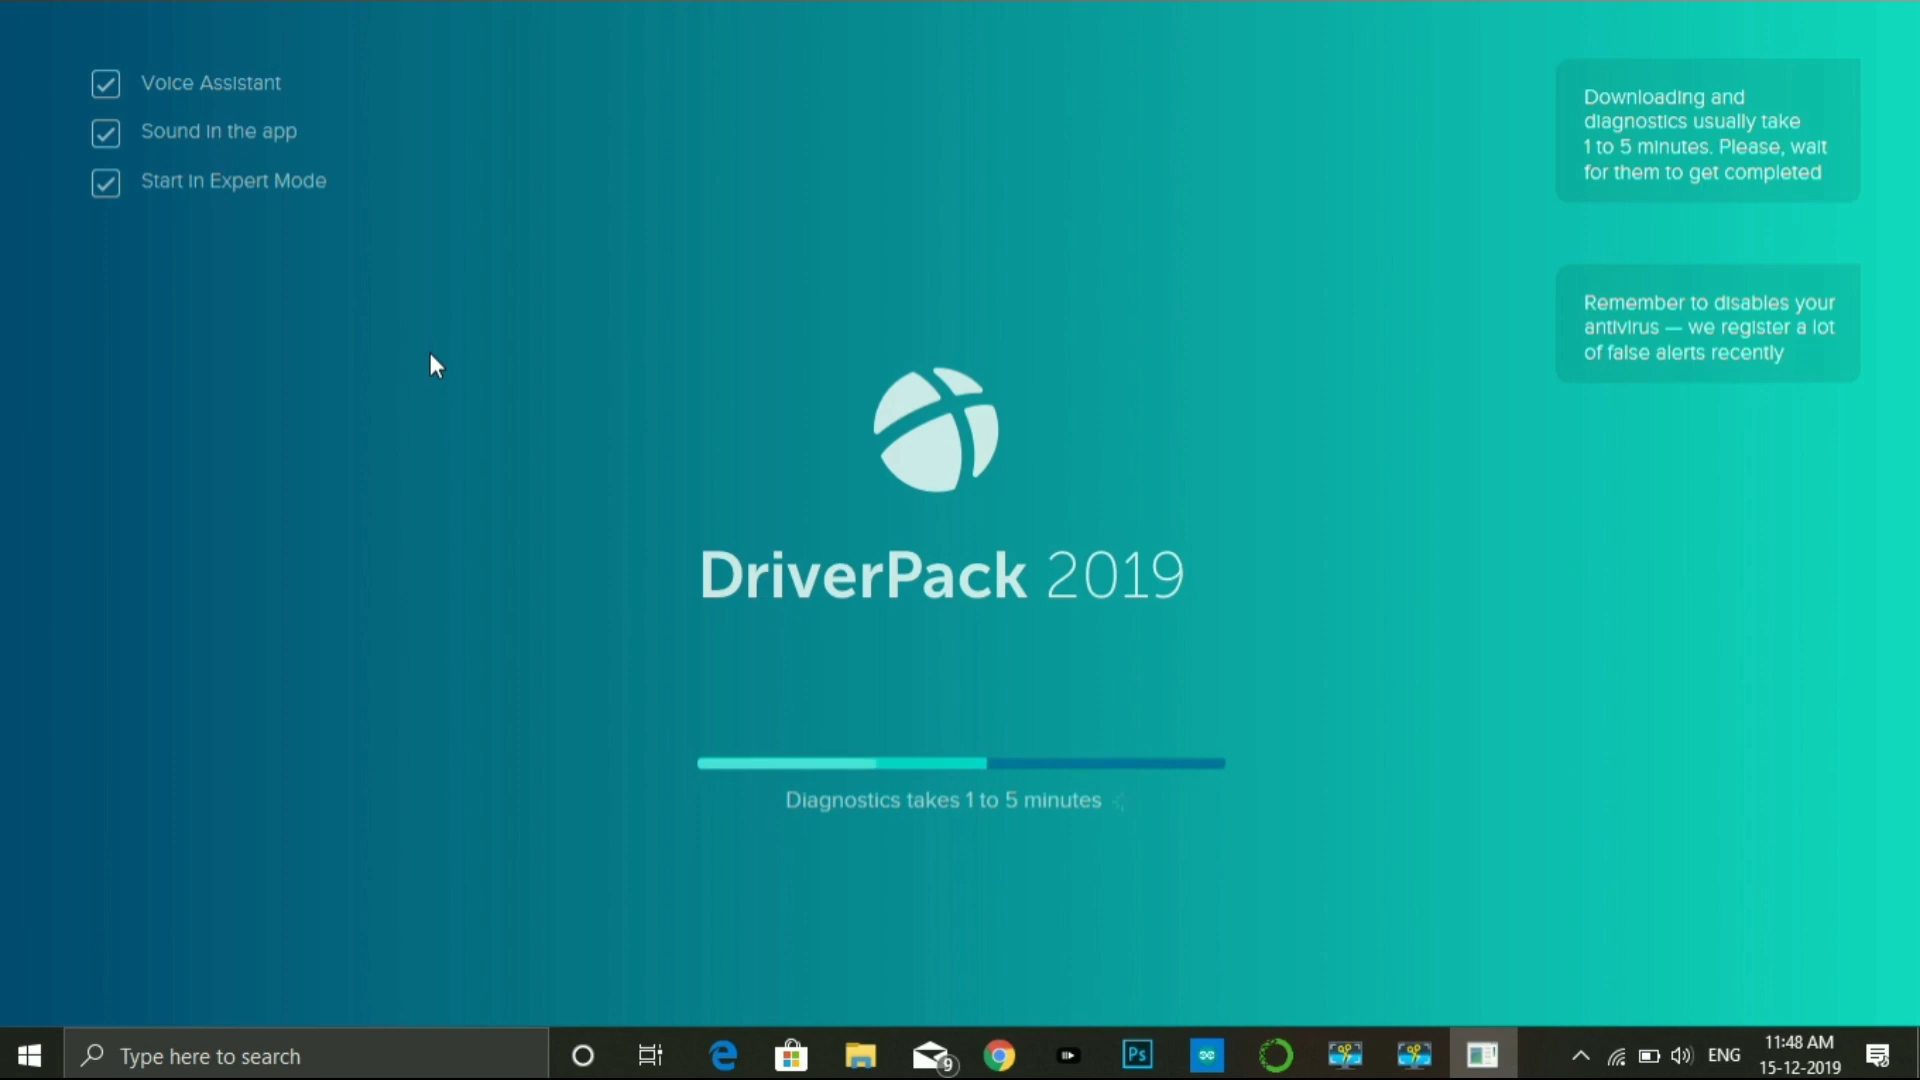 Voice Assistant
Sound in the app
Start in Expert Mode
Downloading and
diagnostics usually take
1 to 5 minutes. Please, wait
for them to get completed
Remember to disables your
antivirus — we register a lot
of false alerts recently
DriverPack 2019
Diagnostics takes 1 to 5 minutes
Type here to search
9
Ps
ENG
11:48 AM
15-12-2019